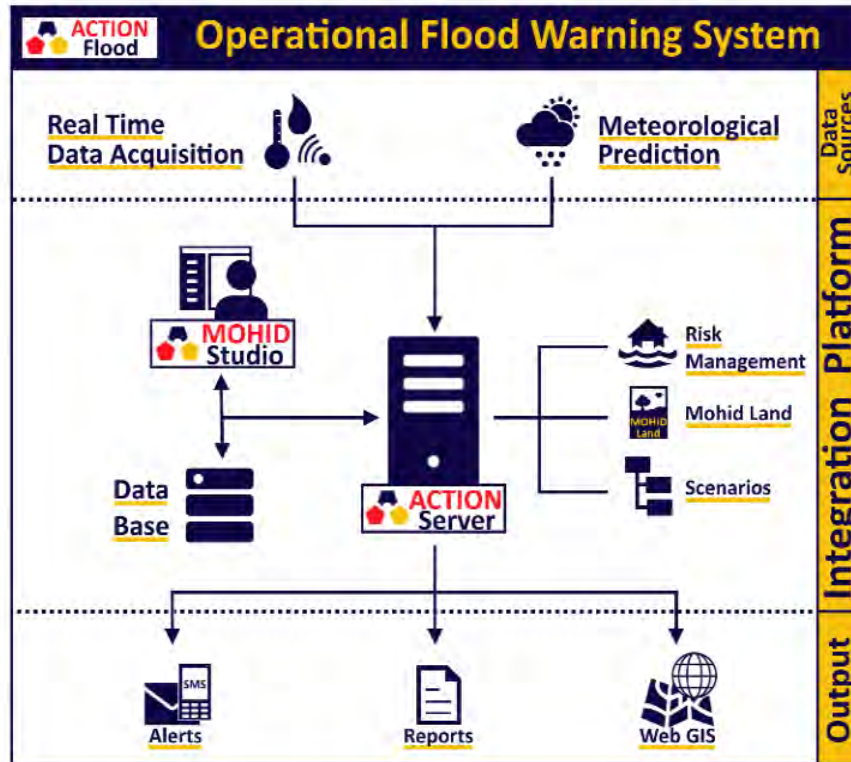 ACTION
Flood
Operational Flood Warning System
Real Time
Data Acquisition
Meteorological
Prediction
Data
Sources
MOHID
Studio
Risk
Management
MOHID
Land
Mohid Land
Data
Base
ACTION
Server
Scenarios
Integration Platform
SMS
Alerts
Reports
Web GIS
Output